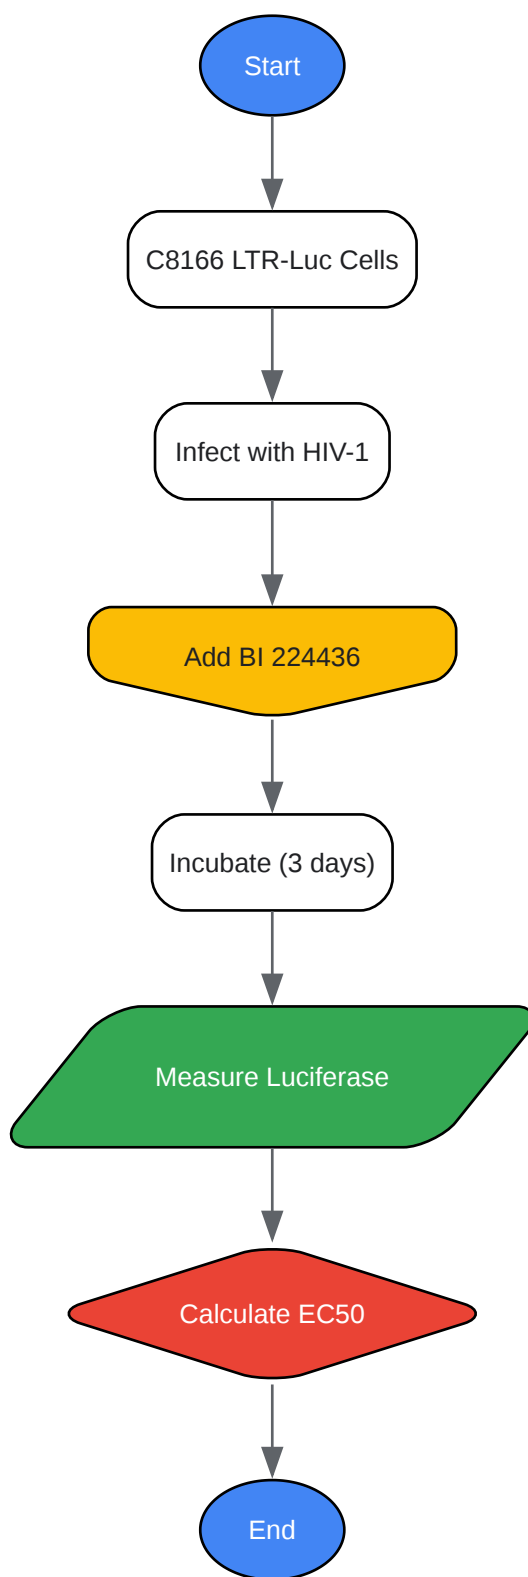 Start
C8166 LTR-Luc Cells
Infect with HIV-1
Add BI 224436
Incubate (3 days)
Measure Luciferase
Calculate EC50
End